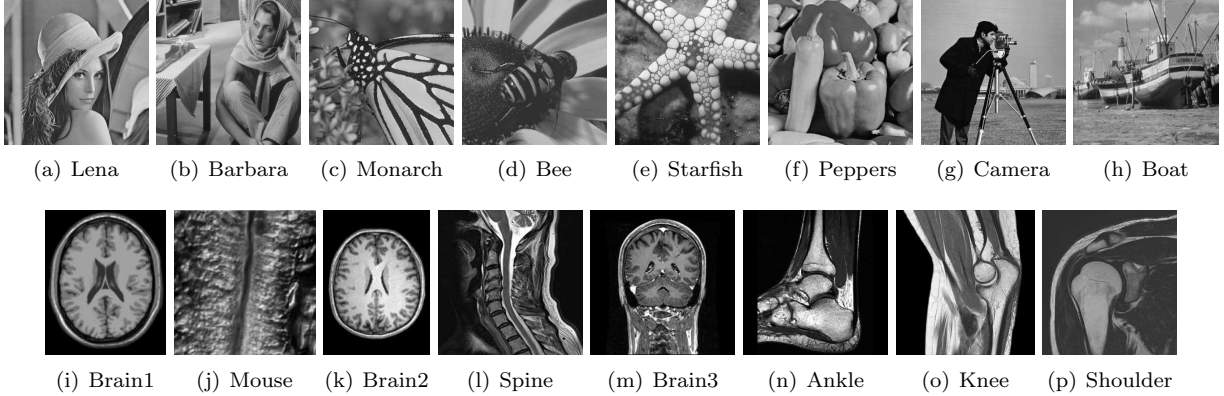 (a) Lena (b) Barbara (c) Monarch (d) Bee (e) Starfish (f) Peppers (g) Camera (h) Boat
(i) Brain1 (j) Mouse (k) Brain2 (l) Spine (m) Brain3 (n) Ankle (o) Knee (p) Shoulder